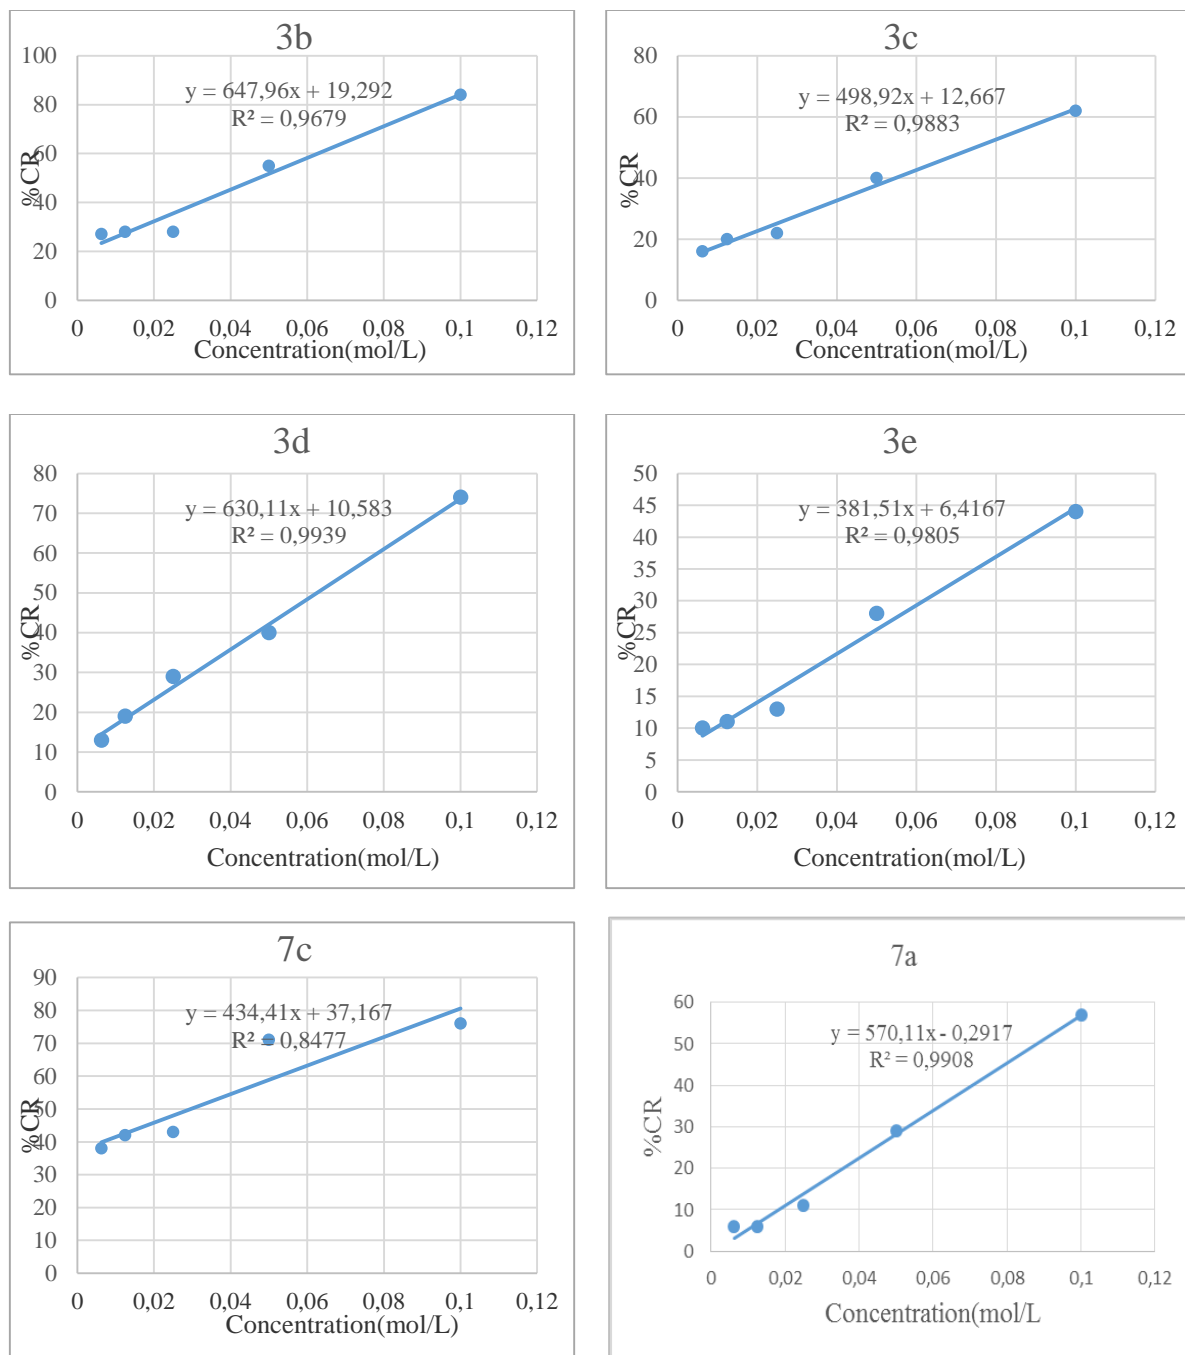 3b
100
80
60
40
20
0
y = 647,96x + 19,292
R² = 0,9679
%CR
0 0,02 0,04 0,06 0,08 0,1 0,12
Concentration(mol/L)
3c
80
60
40
20
0
y = 498,92x + 12,667
R² = 0,9883
%CR
0 0,02 0,04 0,06 0,08 0,1 0,12
Concentration(mol/L)
3d
80
70
60
50
40
30
20
10
0
y = 630,11x + 10,583
R² = 0,9939
%CR
0 0,02 0,04 0,06 0,08 0,1 0,12
Concentration(mol/L)
3e
50
45
40
35
30
25
20
15
10
5
0
y = 381,51x + 6,4167
R² = 0,9805
%CR
0 0,02 0,04 0,06 0,08 0,1 0,12
Concentration(mol/L)
7c
90
80
70
60
50
40
30
20
10
0
y = 434,41x + 37,167
R² = 0,8477
%CR
0 0,02 0,04 0,06 0,08 0,1 0,12
Concentration(mol/L)
7a
60
50
40
30
20
10
0
y = 570,11x - 0,2917
R² = 0,9908
%CR
0 0,02 0,04 0,06 0,08 0,1 0,12
Concentration(mol/L